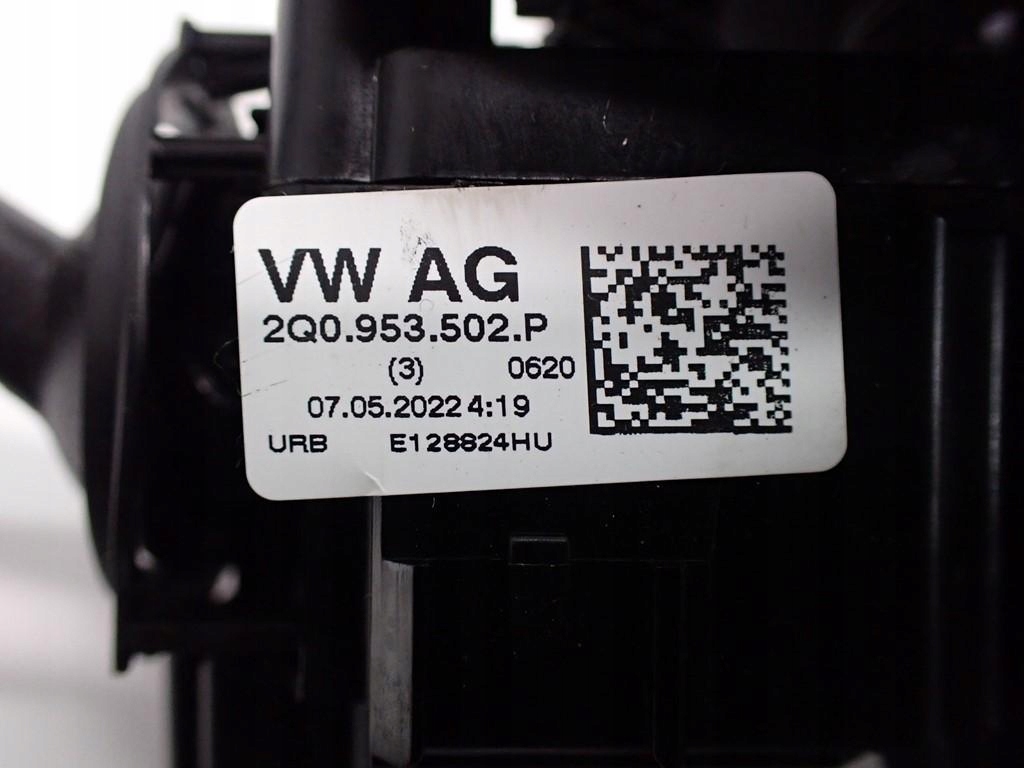 VW AG
2Q0.953.502.P
(3) 0620
07.05.2022 4:19
URB E128824HU